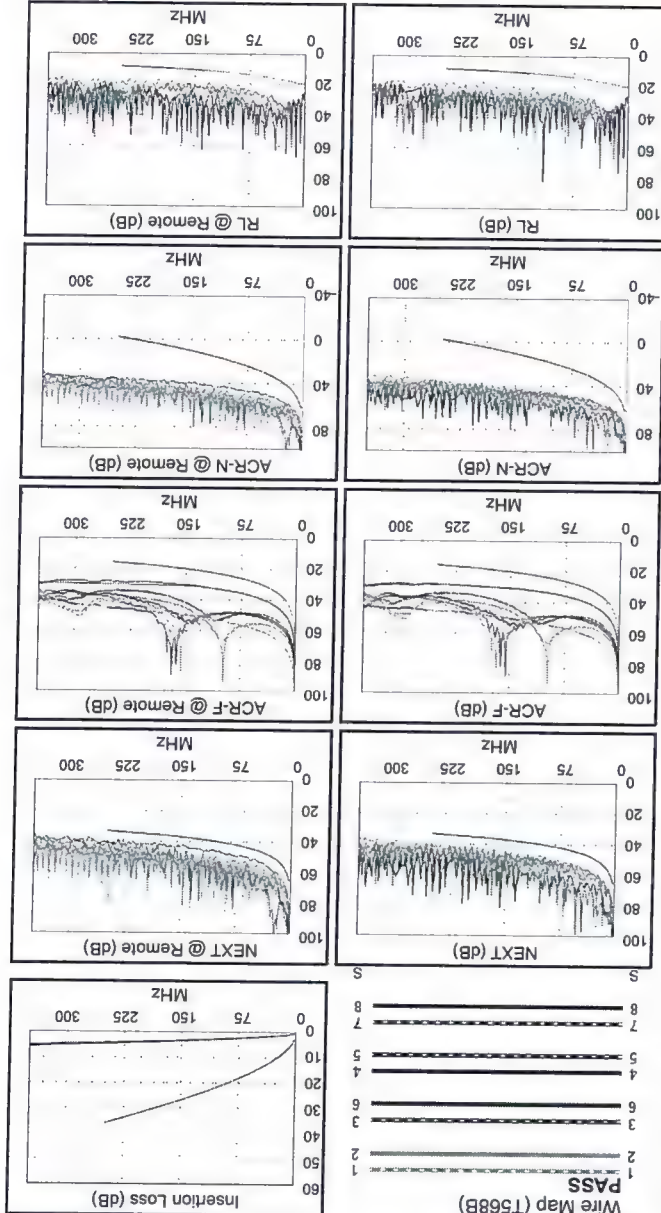 Wire Map (T568B)
PASS
1 1
2 2
3 3
6 6
4 4
5 5
7 7
8 8
S S
Insertion Loss (dB)
60
50
40
30
20
10
0
0 75 150 225 300
MHz
NEXT (dB)
100
80
60
40
20
0
0 75 150 225 300
MHz
NEXT @ Remote (dB)
100
80
60
40
20
0
0 75 150 225 300
MHz
ACR-F (dB)
100
80
60
40
20
0
0 75 150 225 300
MHz
ACR-F @ Remote (dB)
100
80
60
40
20
0
0 75 150 225 300
MHz
ACR-N (dB)
80
40
0
-40
0 75 150 225 300
MHz
ACR-N @ Remote (dB)
80
40
0
-40
0 75 150 225 300
MHz
RL (dB)
100
80
60
40
20
0
0 75 150 225 300
MHz
RL @ Remote (dB)
100
80
60
40
20
0
0 75 150 225 300
MHz